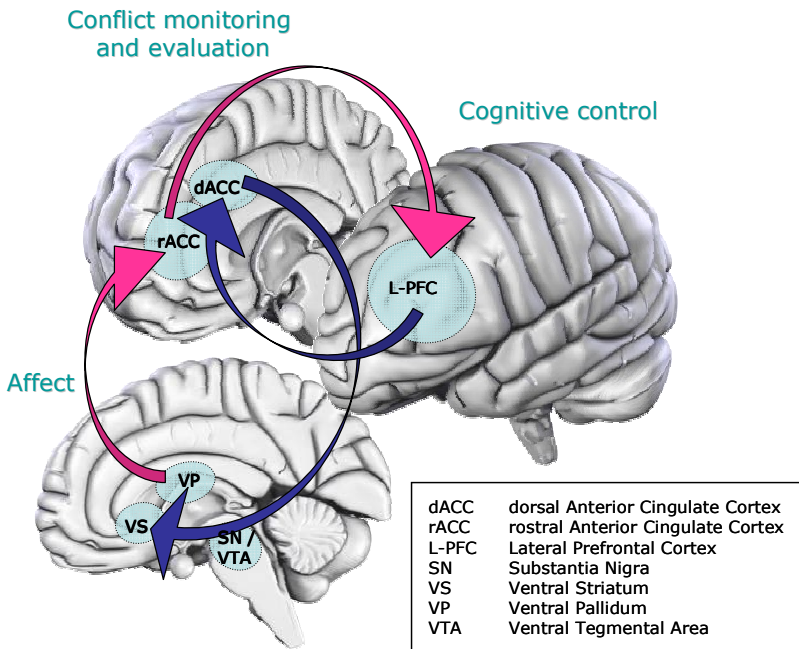 Conflict monitoring
and evaluation
Cognitive control
dACC
rACC
L-PFC
Affect
VP
VS
SN /
VTA
dACC dorsal Anterior Cingulate Cortex
rACC rostral Anterior Cingulate Cortex
L-PFC Lateral Prefrontal Cortex
SN Substantia Nigra
VS Ventral Striatum
VP Ventral Pallidum
VTA Ventral Tegmental Area